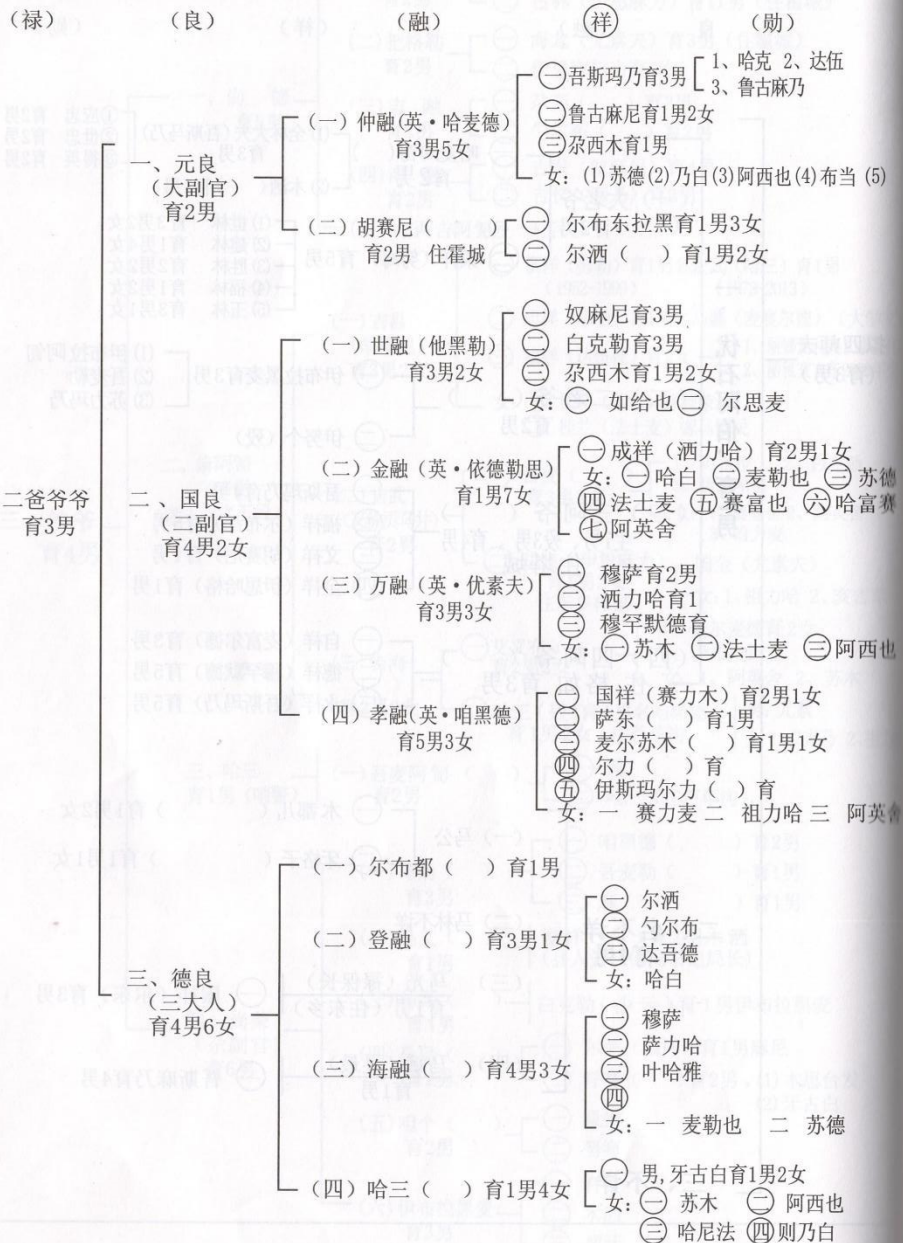 （禄） （良） （融） 祥 （勋）
㊀吾斯玛乃育3男 1、哈克 2、达伍
3、鲁古麻乃
（一）仲融(英·哈麦德)
育3男5女
㊁鲁古麻尼育1男2女
㊂尕西木育1男
女：(1)苏德(2)乃白(3)阿西也(4)布当 (5)
一、元良
（大副官）
育2男
（二）胡赛尼（ ）
育2男 住霍城
㊀ 尔布东拉黑育1男3女
㊁ 尔洒（ ）育1男2女
（一）世融（他黑勒）
育3男2女
㊀ 奴麻尼育3男
㊁ 白克勒育3男
㊂ 尕西木育1男2女
女：㊀ 如给也㊁ 尔思麦
二爸爷爷
育3男
二、国良
（二副官）
育4男2女
（二）金融（英·依德勒思）
育1男7女
㊀成祥（洒力哈）育2男1女
女：㊀哈白 ㊁麦勒也 ㊂苏德
㊃法土麦 ㊄赛富也 ㊅哈富赛
㊆阿英舍
（三）万融（英·优素夫）
育3男3女
㊀ 穆萨育2男
㊁ 洒力哈育1
㊂ 穆罕默德育
女：㊀苏木 ㊁法土麦 ㊂阿西也
（四）孝融（英·咱黑德）
育5男3女
㊀ 国祥（赛力木）育2男1女
㊁ 萨东（ ）育1男
㊂ 麦尔苏木（ ）育1男1女
㊃ 尔力（ ）育
㊄ 伊斯玛尔力（ ）育
女：一 赛力麦 二 祖力哈 三 阿英舍
三、德良
（三大人）
育4男6女
（一）尔布都（ ）育1男
（二）登融（ ）育3男1女
㊀ 尔洒
㊁ 勺尔布
㊂ 达吾德
女：哈白
（三）海融（ ）育4男3女
㊀ 穆萨
㊁ 萨力哈
㊂ 叶哈雅
㊃
女：一 麦勒也 二 苏德
（四）哈三（ ）育1男4女
㊀ 男,牙古白育1男2女
女：㊀ 苏木 ㊁ 阿西也
㊂ 哈尼法 ㊃则乃白